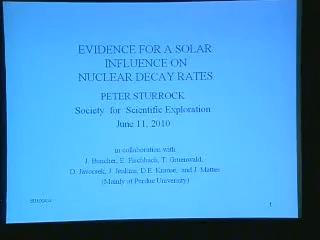 EVIDENCE FOR A SOLAR
INFLUENCE ON
NUCLEAR DECAY RATES
PETER STURROCK
Society for Scientific Exploration
June 11, 2010
in collaboration with
J. Buncher, E. Fischbach, T. Gruenwald,
D. Javorsek, J. Jenkins, D.E. Krause, and J. Mattes
(Mainly at Purdue University)
1